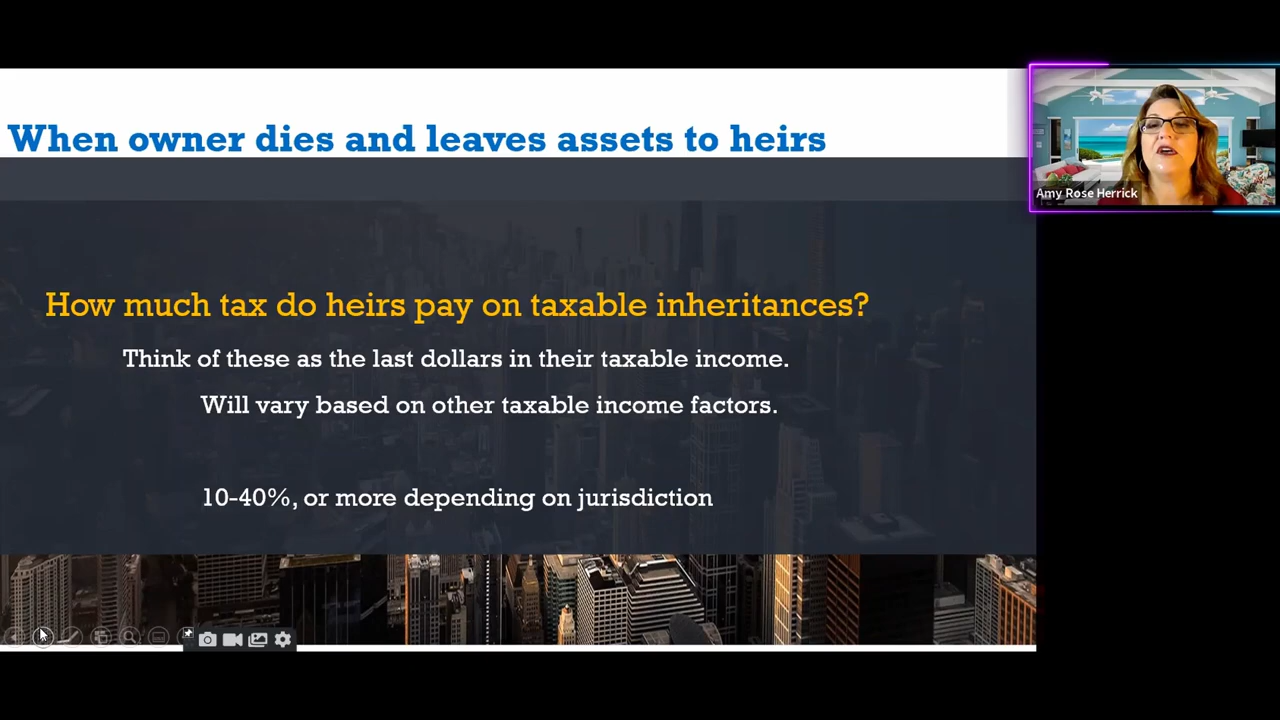 When owner dies and leaves assets to heirs
Amy Rose Herrick
How much tax do heirs pay on taxable inheritances?
Think of these as the last dollars in their taxable income.
Will vary based on other taxable income factors.
10-40%, or more depending on jurisdiction